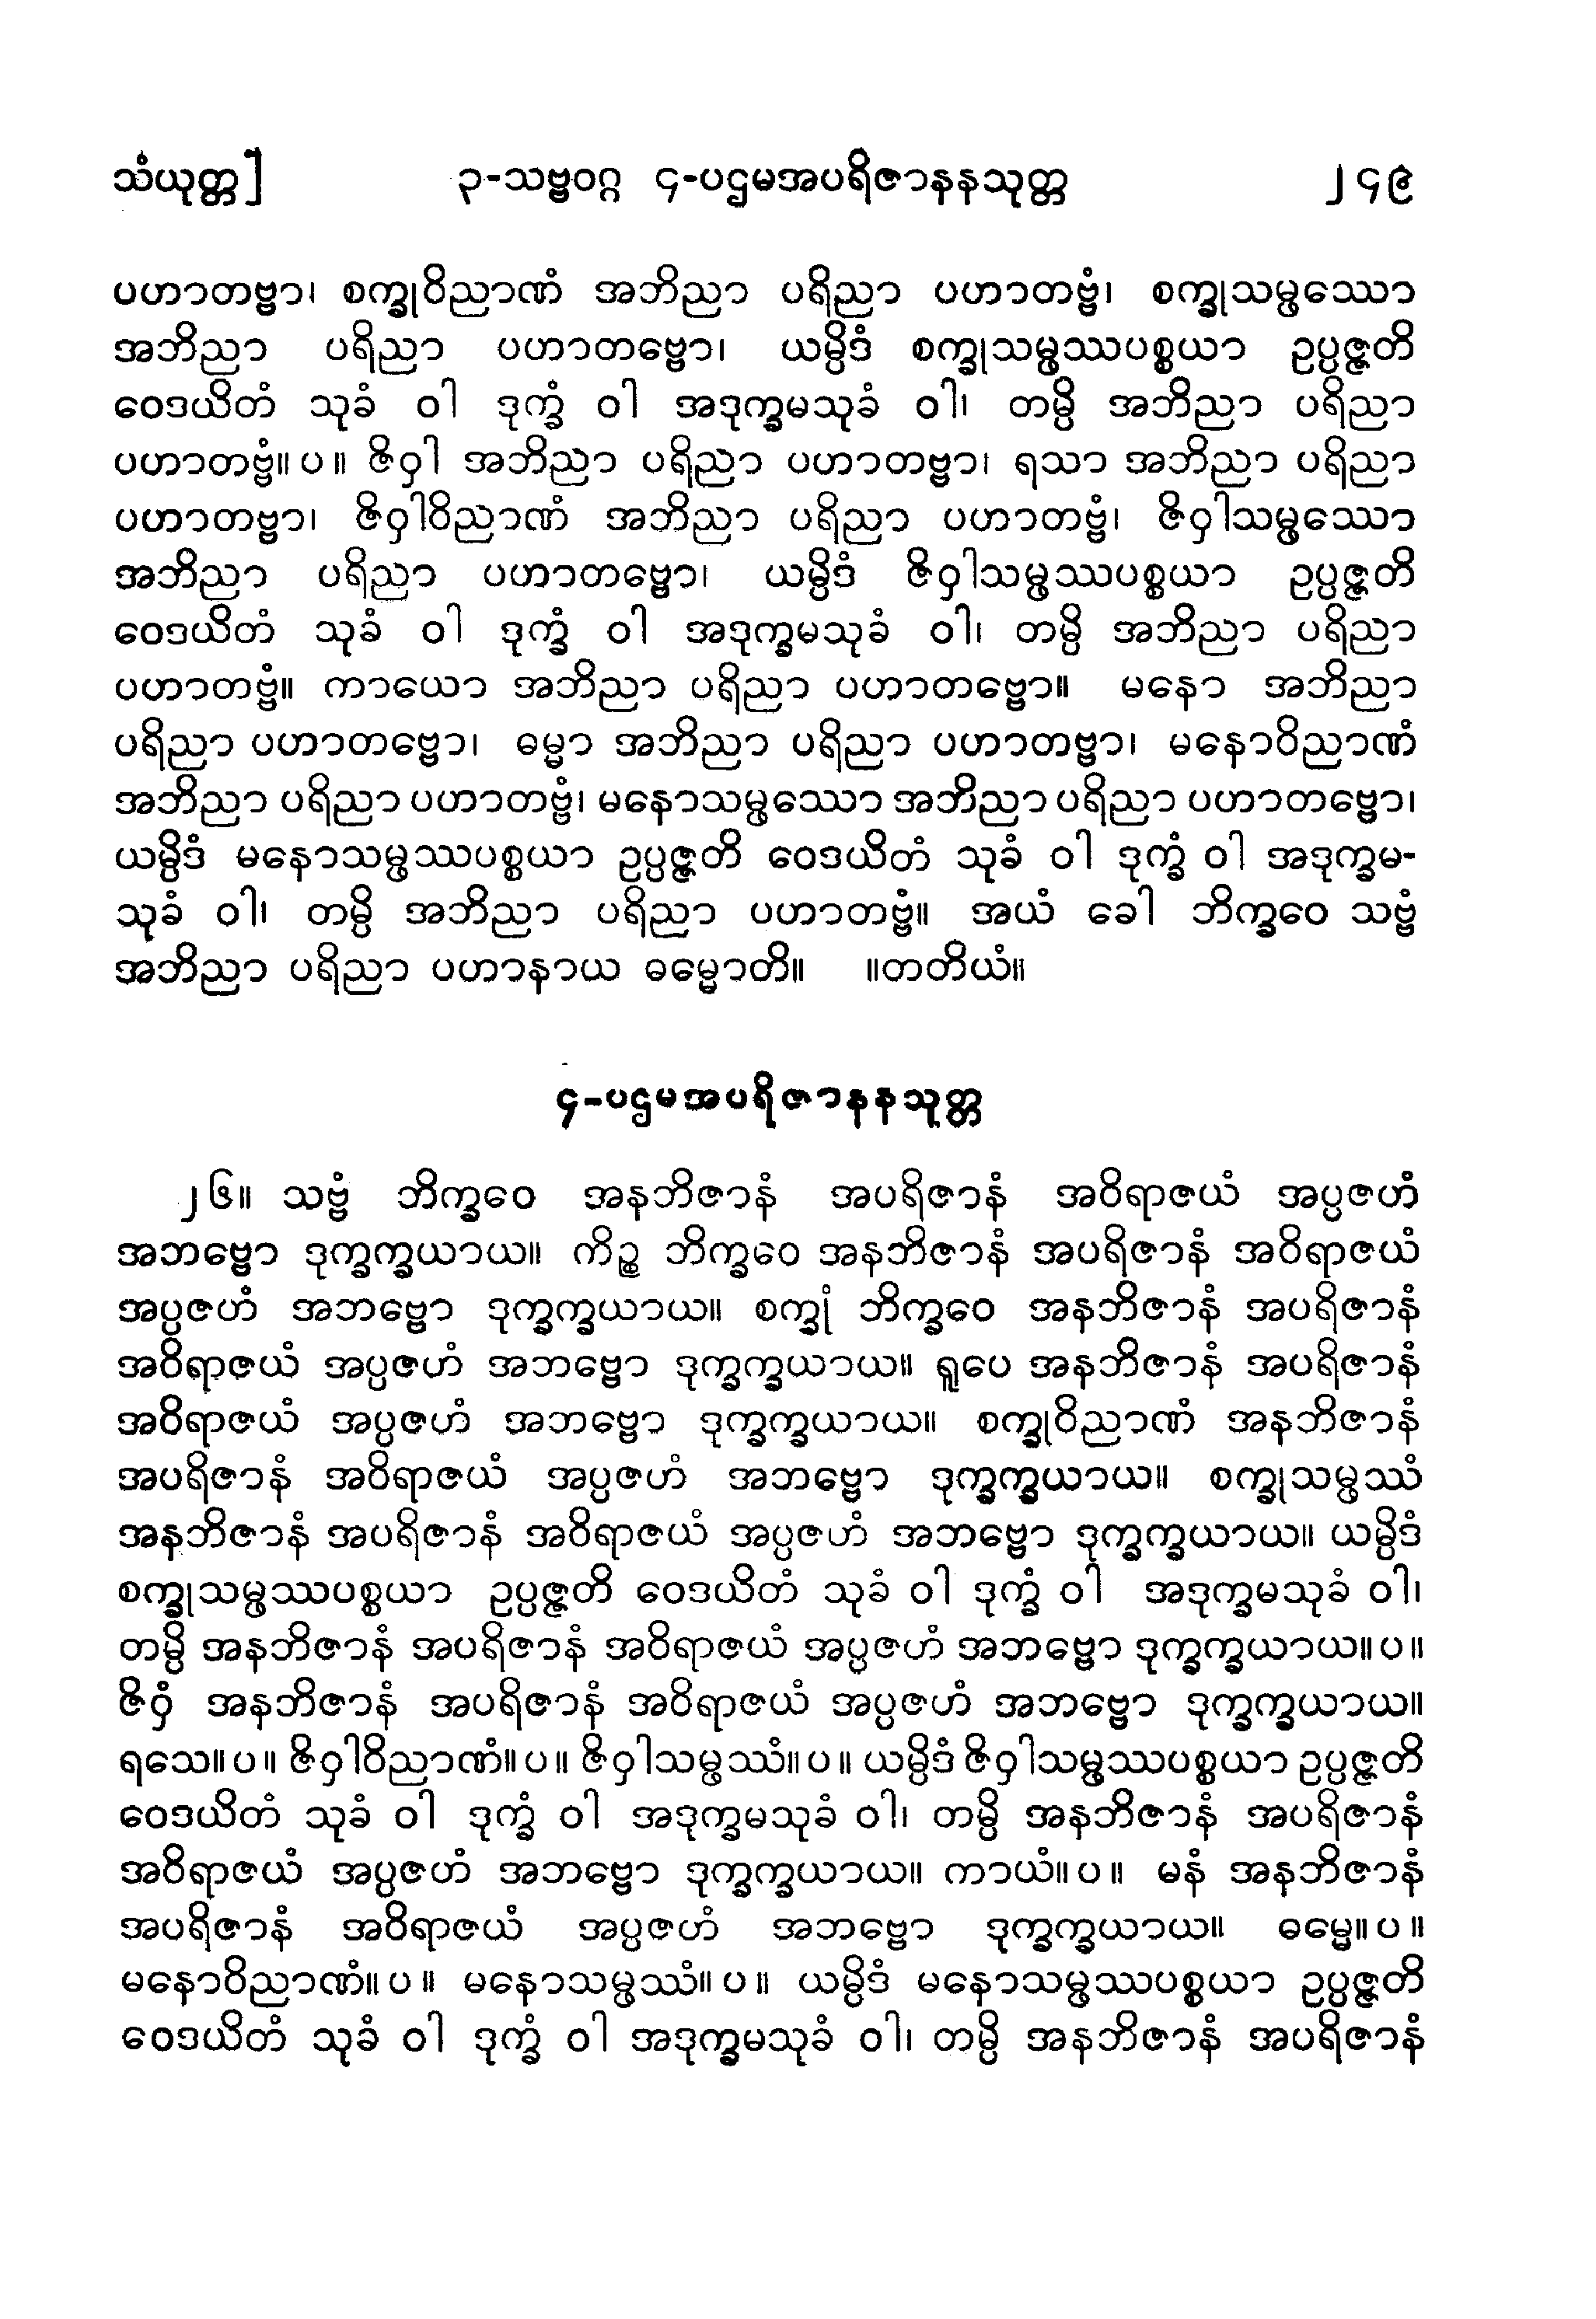 သံယုတ္တ]	၃-သဗ္ဗဝဂ္ဂ ၄-ပဌမအပရိဇာနနသုတ္တ	၂၄၉
ပဟာတဗ္ဗာ၊ စက္ခုဝိညာဏံ အဘိညာ ပရိညာ ပဟာတဗ္ဗံ၊ စက္ခုသမ္ဖဿော
အဘိညာ ပရိညာ ပဟာတဗ္ဗော၊ ယမ္ပိဒံ စက္ခုသမ္ဖဿပစ္စယာ ဥပ္ပဇ္ဇတိ
ဝေဒယိတံ သုခံ ဝါ ဒုက္ခံ ဝါ အဒုက္ခမသုခံ ဝါ၊ တမ္ပိ အဘိညာ ပရိညာ
ပဟာတဗ္ဗံ။ပ။ ဇိဝှါ အဘိညာ ပရိညာ ပဟာတဗ္ဗာ၊ ရသာ အဘိညာ ပရိညာ
ပဟာတဗ္ဗာ၊ ဇိဝှါဝိညာဏံ အဘိညာ ပရိညာ ပဟာတဗ္ဗံ၊ ဇိဝှါသမ္ဖဿော
အဘိညာ ပရိညာ ပဟာတဗ္ဗော၊ ယမ္ပိဒံ ဇိဝှါသမ္ဖဿပစ္စယာ ဥပ္ပဇ္ဇတိ
ဝေဒယိတံ သုခံ ဝါ ဒုက္ခံ ဝါ အဒုက္ခမသုခံ ဝါ၊ တမ္ပိ အဘိညာ ပရိညာ
ပဟာတဗ္ဗံ။ ကာယော အဘိညာ ပရိညာ ပဟာတဗ္ဗော။ မနော အဘိညာ
ပရိညာ ပဟာတဗ္ဗော၊ ဓမ္မာ အဘိညာ ပရိညာ ပဟာတဗ္ဗာ၊ မနောဝိညာဏံ
အဘိညာ ပရိညာ ပဟာတဗ္ဗံ၊ မနောသမ္ဖဿော အဘိညာ ပရိညာ ပဟာတဗ္ဗော၊
ယမ္ပိဒံ မနောသမ္ဖဿပစ္စယာ ဥပ္ပဇ္ဇတိ ဝေဒယိတံ သုခံ ဝါ ဒုက္ခံ ဝါ အဒုက္ခမ-
သုခံ ဝါ၊ တမ္ပိ အဘိညာ ပရိညာ ပဟာတဗ္ဗံ။ အယံ ခေါ ဘိက္ခဝေ သဗ္ဗံ
အဘိညာ ပရိညာ ပဟာနာယ ဓမ္မောတိ။ ။တတိယံ။
၄-ပဌမအပရိဇာနနသုတ္တ
၂၆။ သဗ္ဗံ ဘိက္ခဝေ အနဘိဇာနံ အပရိဇာနံ အဝိရာဇယံ အပ္ပဇဟံ
အဘဗ္ဗော ဒုက္ခက္ခယာယ။ ကိဉ္စ ဘိက္ခဝေ အနဘိဇာနံ အပရိဇာနံ အဝိရာဇယံ
အပ္ပဇဟံ အဘဗ္ဗော ဒုက္ခက္ခယာယ။ စက္ခုံ ဘိက္ခဝေ အနဘိဇာနံ အပရိဇာနံ
အဝိရာဇယံ အပ္ပဇဟံ အဘဗ္ဗော ဒုက္ခက္ခယာယ။ ရူပေ အနဘိဇာနံ အပရိဇာနံ
အဝိရာဇယံ အပ္ပဇဟံ အဘဗ္ဗော ဒုက္ခက္ခယာယ။ စက္ခုဝိညာဏံ အနဘိဇာနံ
အပရိဇာနံ အဝိရာဇယံ အပ္ပဇဟံ အဘဗ္ဗော ဒုက္ခက္ခယာယ။ စက္ခုသမ္ဖဿံ
အနဘိဇာနံ အပရိဇာနံ အဝိရာဇယံ အပ္ပဇဟံ အဘဗ္ဗော ဒုက္ခက္ခယာယ။ ယမ္ပိဒံ
စက္ခုသမ္ဖဿပစ္စယာ ဥပ္ပဇ္ဇတိ ဝေဒယိတံ သုခံ ဝါ ဒုက္ခံ ဝါ အဒုက္ခမသုခံ ဝါ၊
တမ္ပိ အနဘိဇာနံ အပရိဇာနံ အဝိရာဇယံ အပ္ပဇဟံ အဘဗ္ဗော ဒုက္ခက္ခယာယ။ပ။
ဇိဝှံ အနဘိဇာနံ အပရိဇာနံ အဝိရာဇယံ အပ္ပဇဟံ အဘဗ္ဗော ဒုက္ခက္ခယာယ။
ရသေ။ပ။ ဇိဝှါဝိညာဏံ။ပ။ ဇိဝှါသမ္ဖဿံ။ပ။ ယမ္ပိဒံ ဇိဝှါသမ္ဖဿပစ္စယာ ဥပ္ပဇ္ဇတိ
ဝေဒယိတံ သုခံ ဝါ ဒုက္ခံ ဝါ အဒုက္ခမသုခံ ဝါ၊ တမ္ပိ အနဘိဇာနံ အပရိဇာနံ
အဝိရာဇယံ အပ္ပဇဟံ အဘဗ္ဗော ဒုက္ခက္ခယာယ။ ကာယံ။ပ။ မနံ အနဘိဇာနံ
အပရိဇာနံ အဝိရာဇယံ အပ္ပဇဟံ အဘဗ္ဗော ဒုက္ခက္ခယာယ။ ဓမ္မေ။ပ။
မနောဝိညာဏံ။ပ။ မနောသမ္ဖဿံ။ပ။ ယမ္ပိဒံ မနောသမ္ဖဿပစ္စယာ ဥပ္ပဇ္ဇတိ
ဝေဒယိတံ သုခံ ဝါ ဒုက္ခံ ဝါ အဒုက္ခမသုခံ ဝါ၊ တမ္ပိ အနဘိဇာနံ အပရိဇာနံ